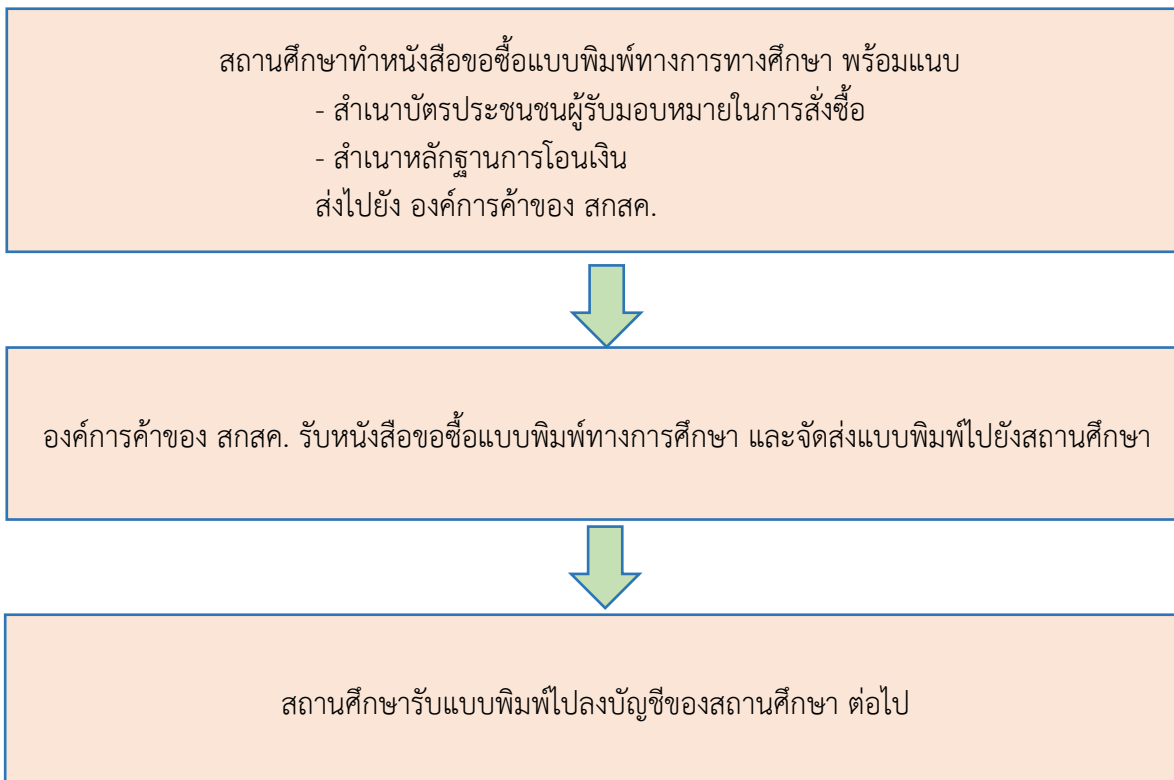 สถานศึกษาทำหนังสือขอซื้อแบบพิมพ์ทางการทางศึกษา พร้อมแนบ
- สำเนาบัตรประชนชนผู้รับมอบหมายในการสั่งซื้อ
- สำเนาหลักฐานการโอนเงิน
ส่งไปยัง องค์การค้าของ สกสค.
องค์การค้าของ สกสค. รับหนังสือขอซื้อแบบพิมพ์ทางการศึกษา และจัดส่งแบบพิมพ์ไปยังสถานศึกษา
สถานศึกษารับแบบพิมพ์ไปลงบัญชีของสถานศึกษา ต่อไป